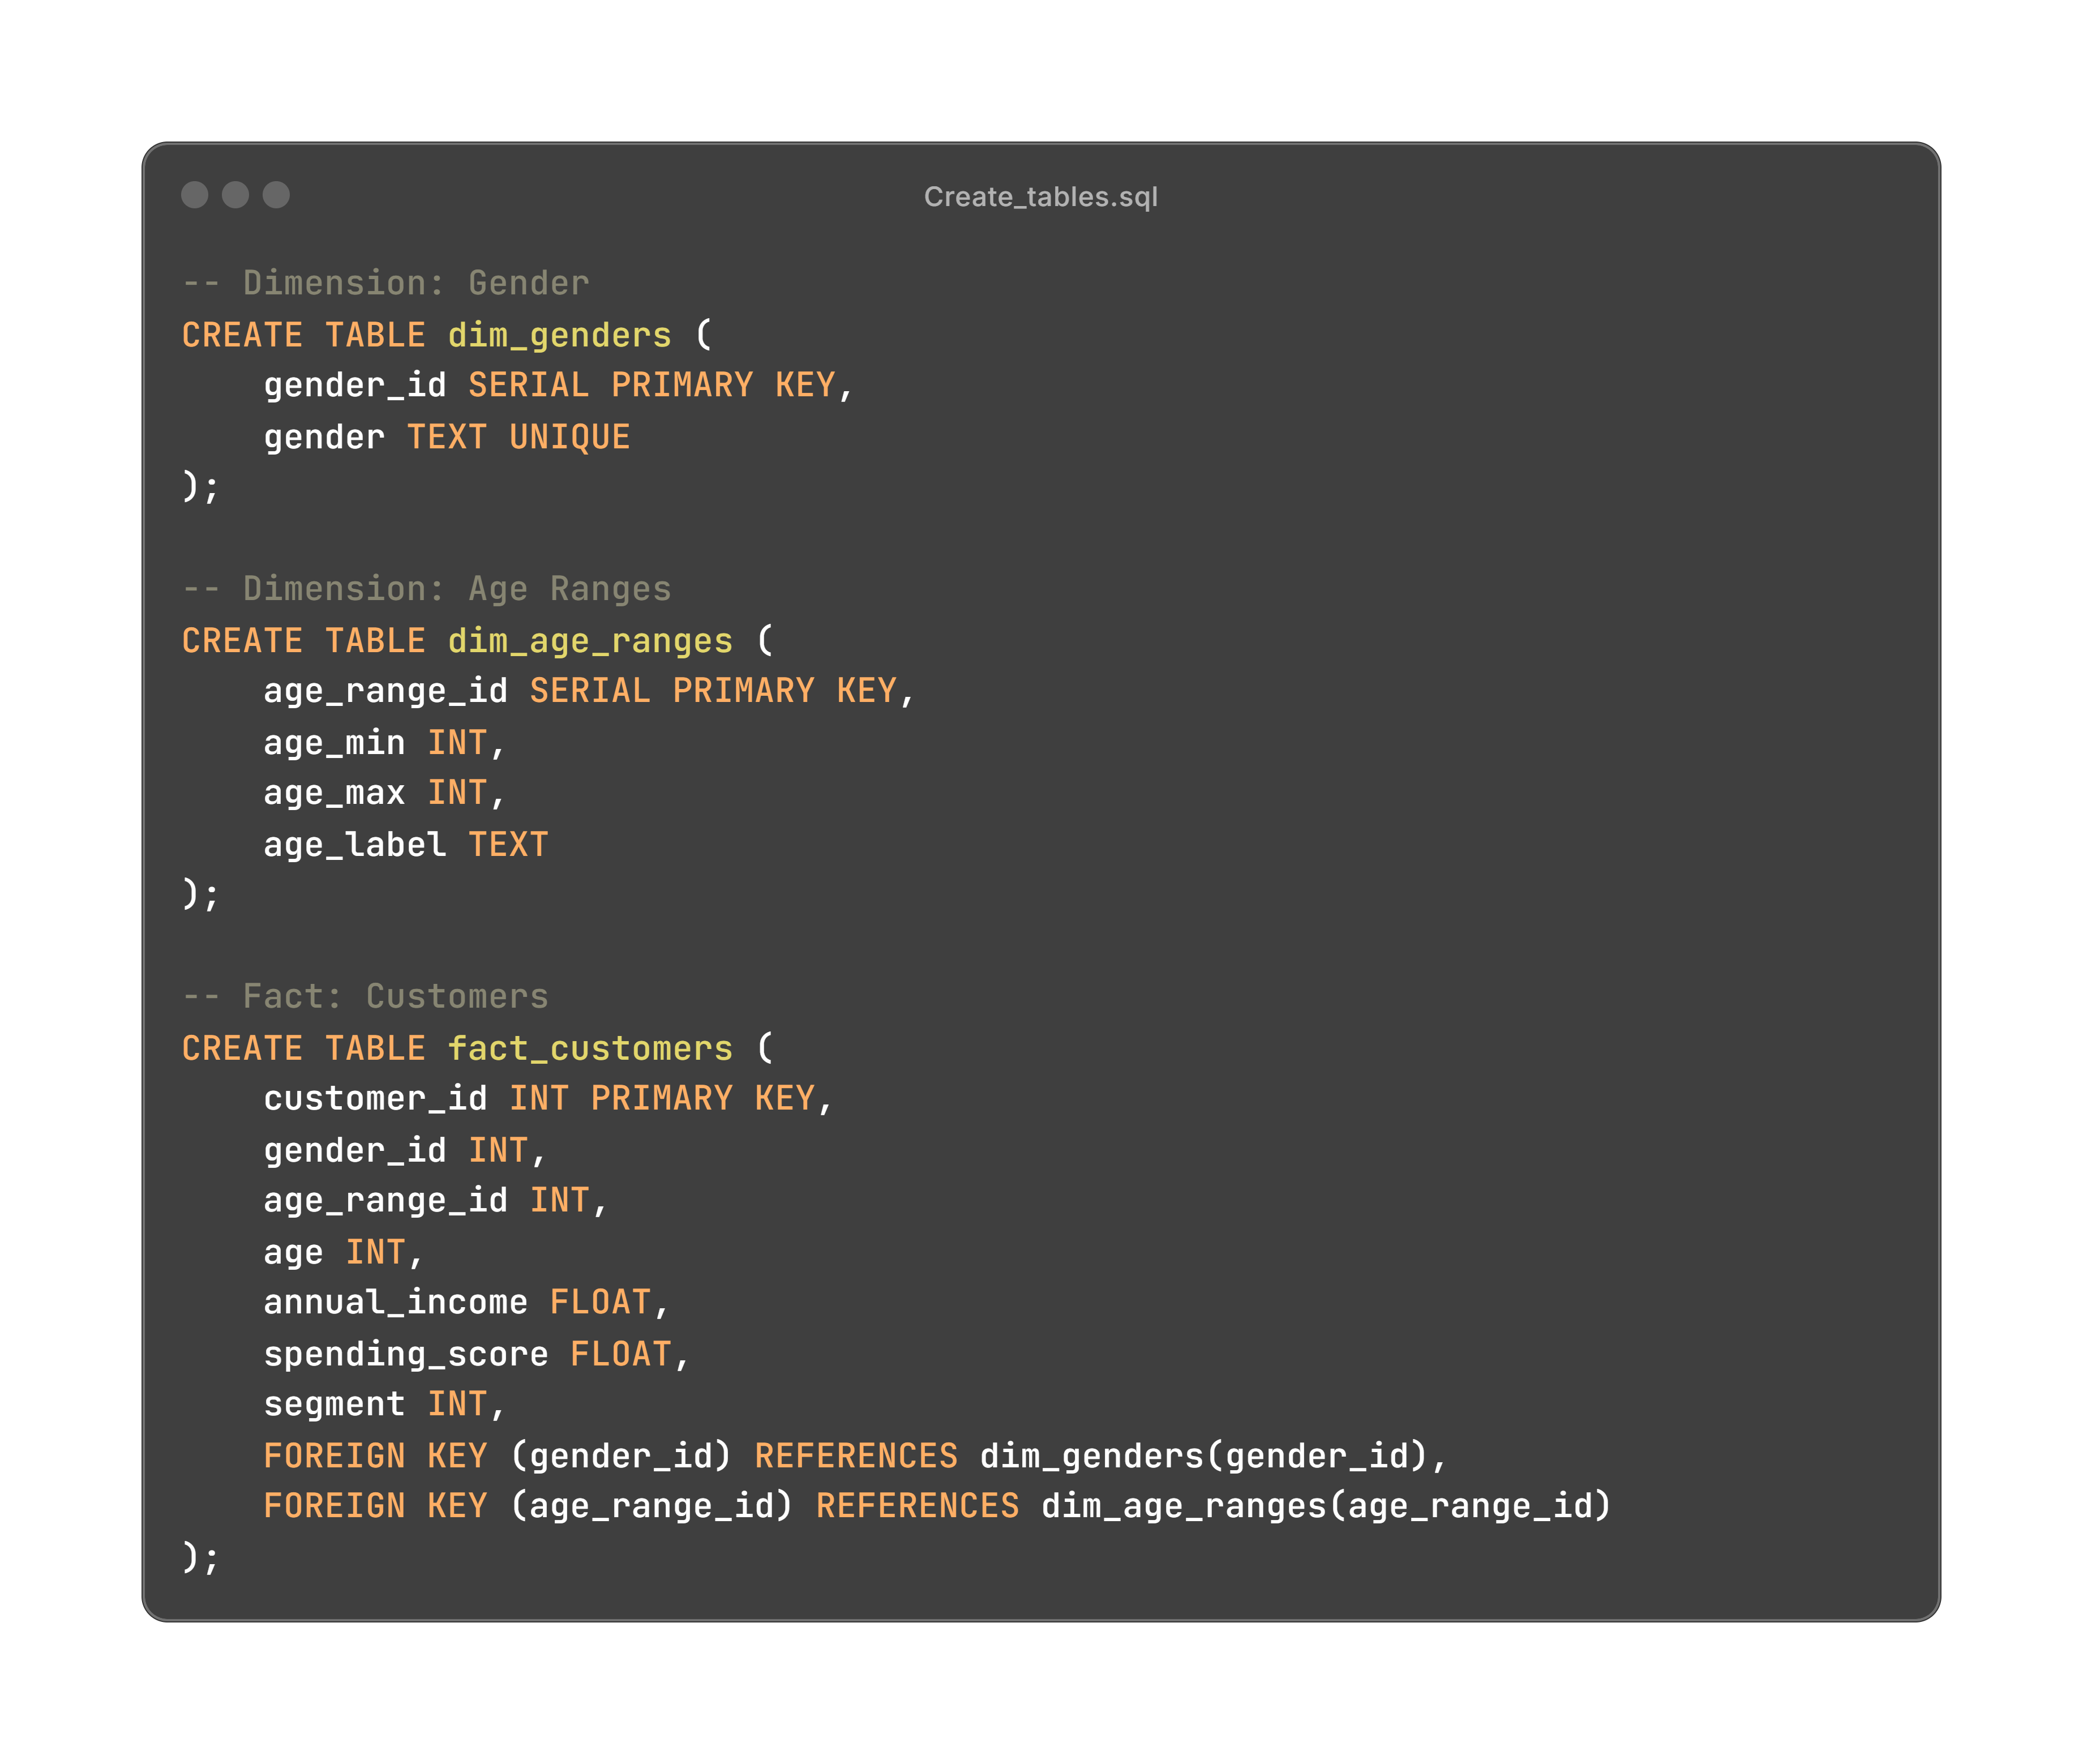 Create_tables.sql
-- Dimension: Gender
CREATE TABLE dim_genders (
    gender_id SERIAL PRIMARY KEY,
    gender TEXT UNIQUE
);
-- Dimension: Age Ranges
CREATE TABLE dim_age_ranges (
    age_range_id SERIAL PRIMARY KEY,
    age_min INT,
    age_max INT,
    age_label TEXT
);
-- Fact: Customers
CREATE TABLE fact_customers (
    customer_id INT PRIMARY KEY,
    gender_id INT,
    age_range_id INT,
    age INT,
    annual_income FLOAT,
    spending_score FLOAT,
    segment INT,
    FOREIGN KEY (gender_id) REFERENCES dim_genders(gender_id),
    FOREIGN KEY (age_range_id) REFERENCES dim_age_ranges(age_range_id)
);